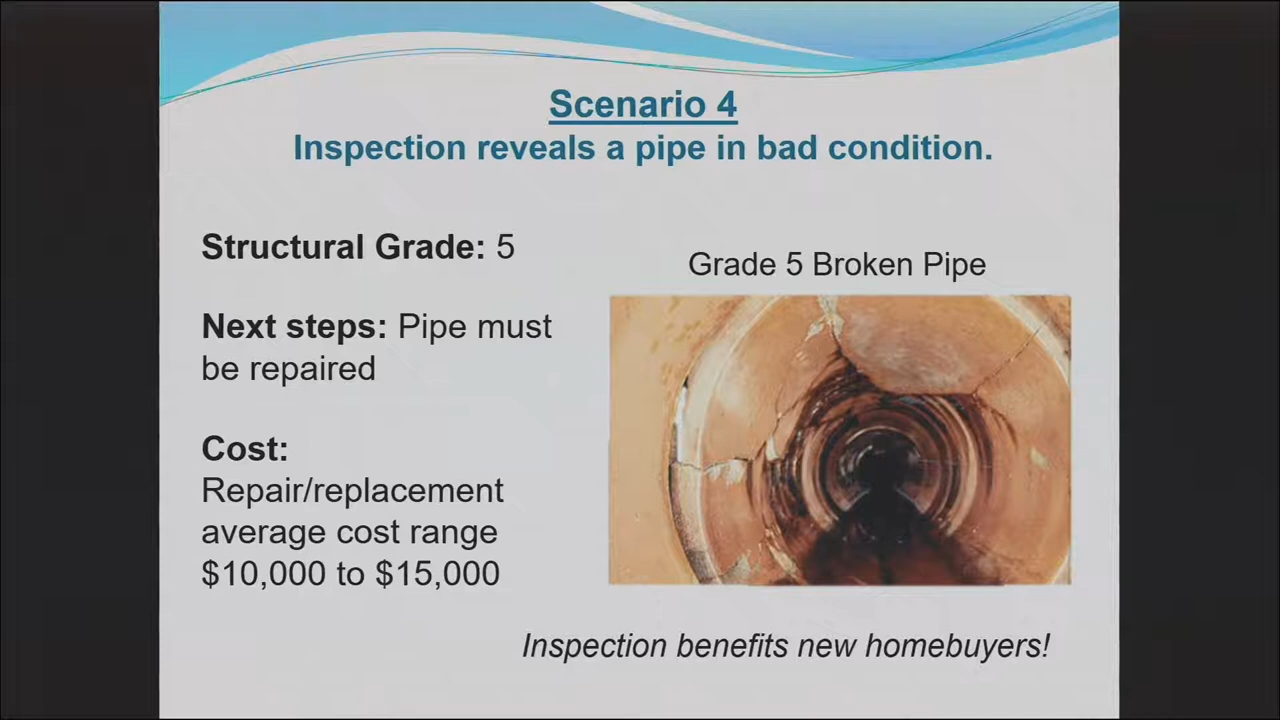 Scenario 4
Inspection reveals a pipe in bad condition.
Structural Grade: 5
Next steps: Pipe must
be repaired
Cost:
Repair/replacement
average cost range
$10,000 to $15,000
Grade 5 Broken Pipe
Inspection benefits new homebuyers!